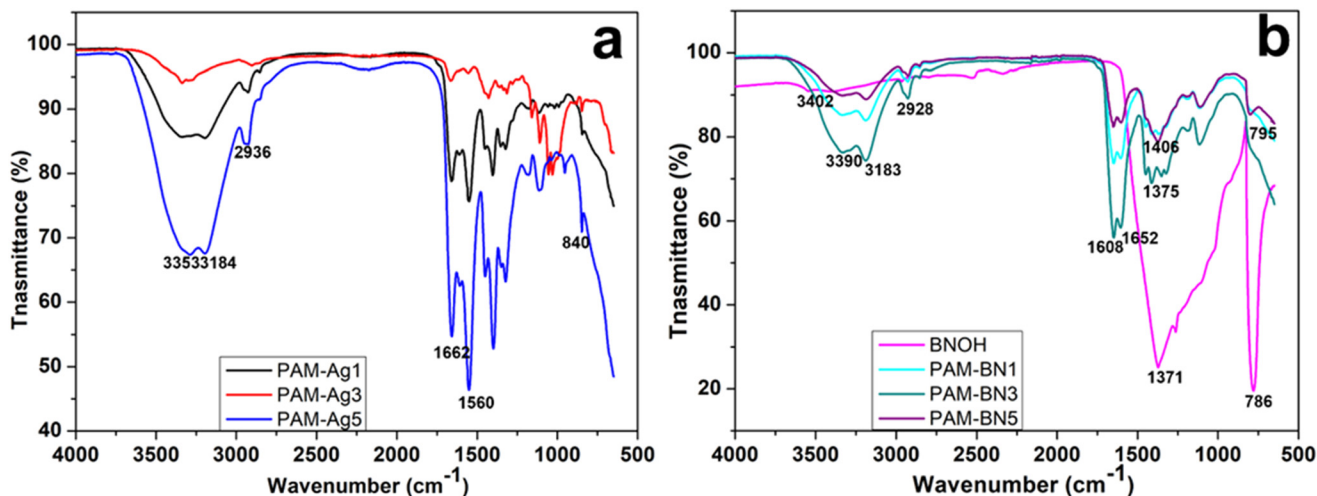 a
100
90
80
70
60
50
40
Tnasmittance (%)
2936
33533184
840
1662
1560
PAM-Ag1
PAM-Ag3
PAM-Ag5
4000 3500 3000 2500 2000 1500 1000 500
Wavenumber (cm-1)
b
100
80
60
40
20
Tnasmittance (%)
3402
2928
3390
3183
1406
795
1375
1652
1608
1371
786
BNOH
PAM-BN1
PAM-BN3
PAM-BN5
4000 3500 3000 2500 2000 1500 1000 500
Wavenumber (cm-1)